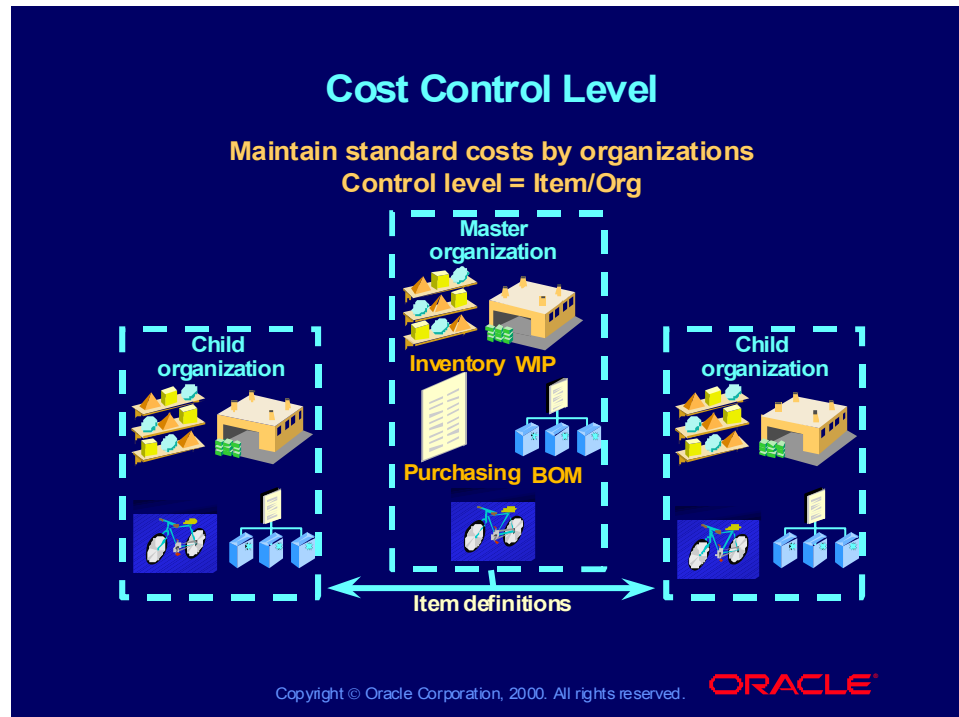 Cost Control Level
Maintain standard costs by organizations
Control level = Item/Org
Master
organization
Inventory WIP
Purchasing BOM
Child
organization
Child
organization
Item definitions
Copyright © Oracle Corporation, 2000. All rights reserved.
ORACLE®